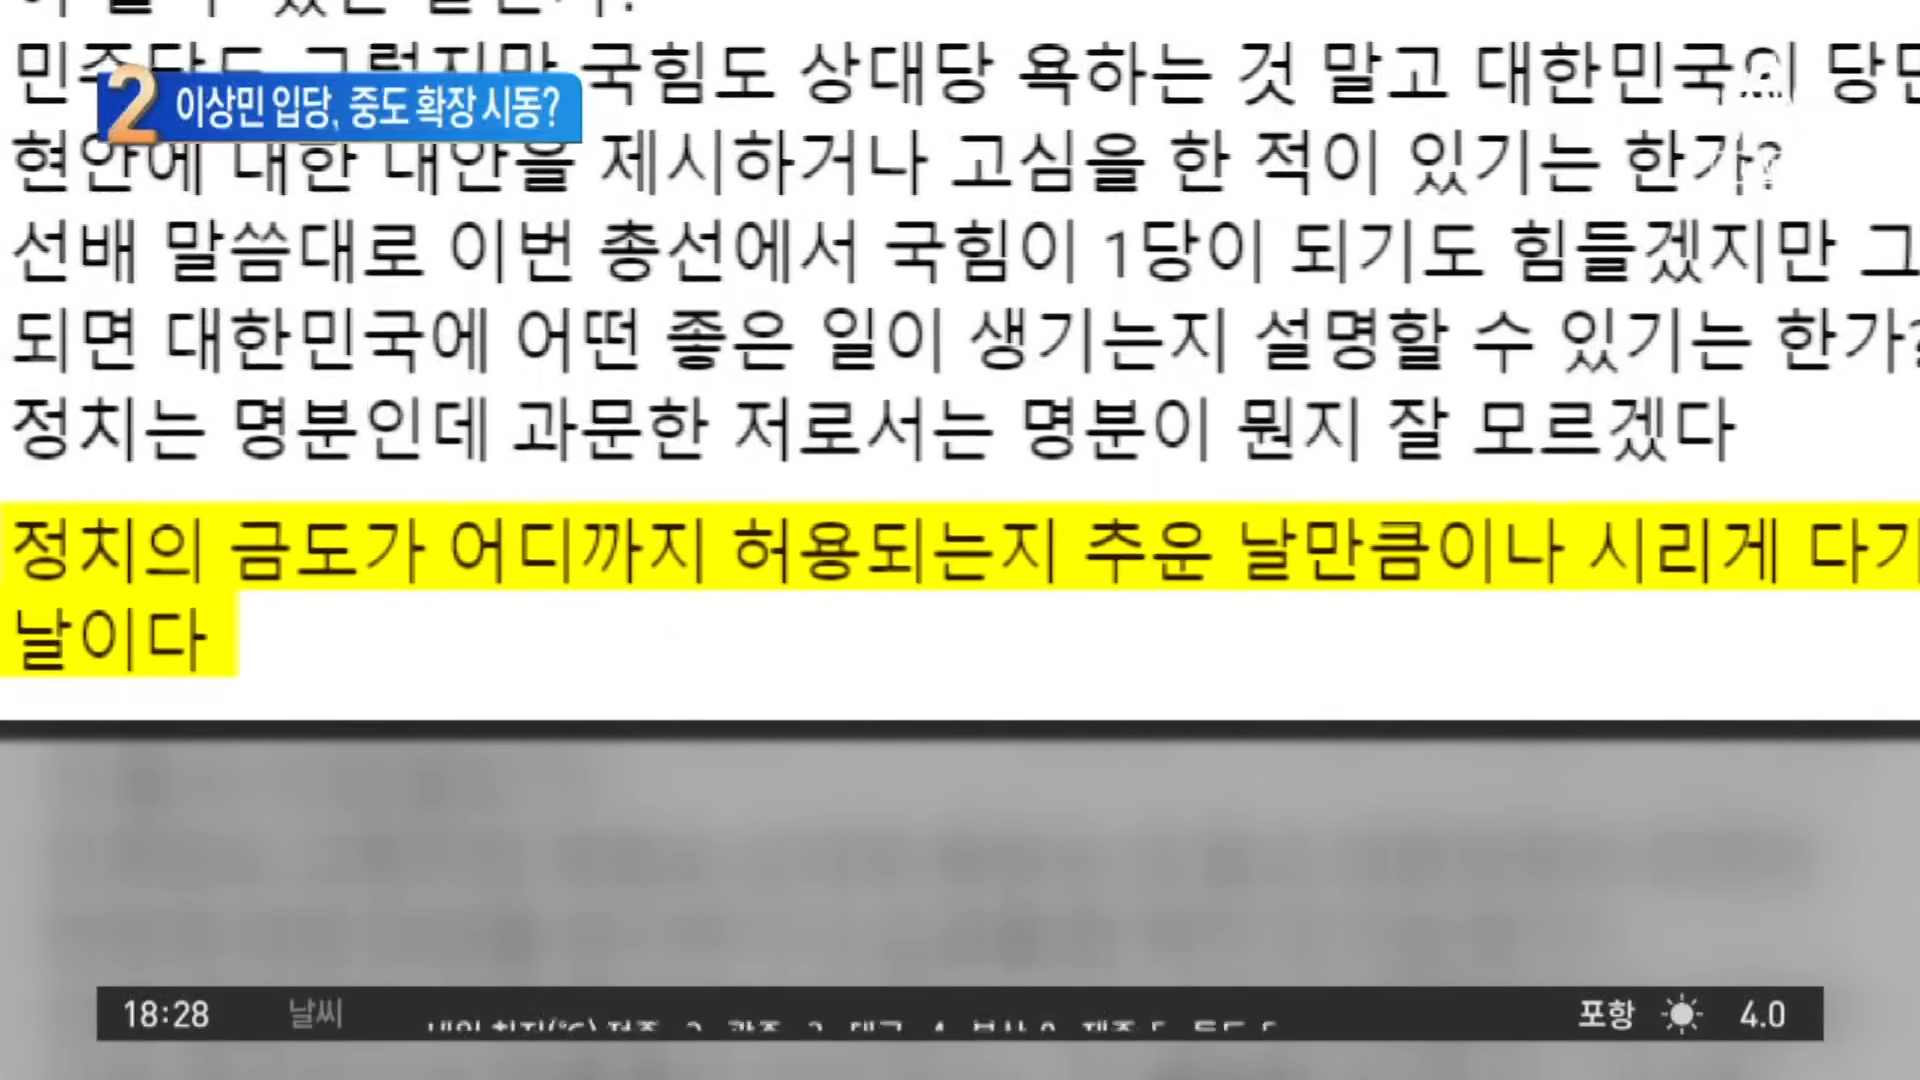 민주당도 그렇지만 국힘도 상대당 욕하는 것 말고 대한민국의
2 이상민 입당, 중도 확장 시동?
현안에 대한 대안을 제시하거나 고심을 한 적이 있기는 한가?
선배 말씀대로 이번 총선에서 국힘이 1당이 되기도 힘들겠지만 그
되면 대한민국에 어떤 좋은 일이 생기는지 설명할 수 있기는 한가?
정치는 명분인데 과문한 저로서는 명분이 뭔지 잘 모르겠다
정치의 금도가 어디까지 허용되는지 추운 날만큼이나 시리게
날이다
18:28 날씨 포항 4.0